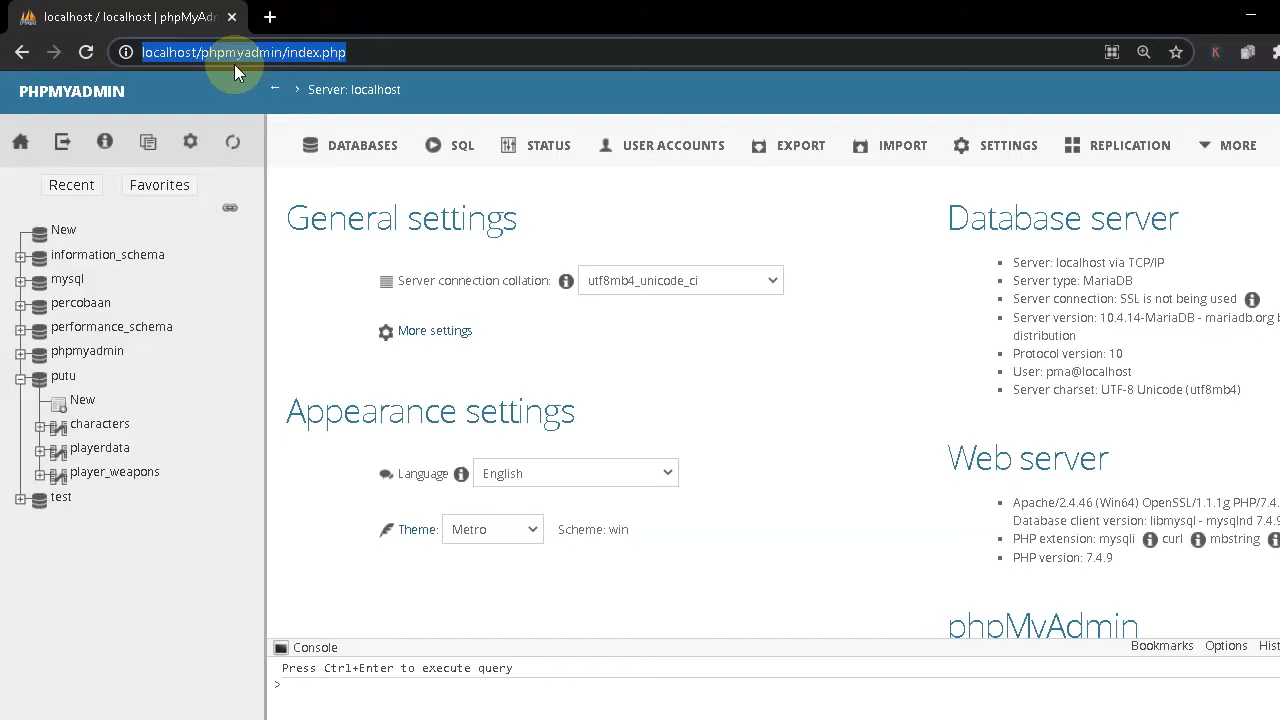 localhost / localhost | phpMyAdn
localhost/phpmyadmin/index.php
K
PHPMYADMIN
← › Server: localhost
DATABASES SQL STATUS USER ACCOUNTS EXPORT IMPORT SETTINGS REPLICATION MORE
Recent Favorites
New
information_schema
mysql
percobaan
performance_schema
phpmyadmin
putu
New
characters
playerdata
player_weapons
test
General settings
Server connection collation: utf8mb4_unicode_ci
More settings
Appearance settings
Language English
Theme: Metro Scheme: win
Database server
Server: localhost via TCP/IP
Server type: MariaDB
Server connection: SSL is not being used
Server version: 10.4.14-MariaDB - mariadb.org b
distribution
Protocol version: 10
User: pma@localhost
Server charset: UTF-8 Unicode (utf8mb4)
Web server
Apache/2.4.46 (Win64) OpenSSL/1.1.1g PHP/7.4.
Database client version: libmysql - mysqlnd 7.4.9
PHP extension: mysqli curl mbstring
PHP version: 7.4.9
phpMyAdmin
Console Bookmarks Options Hist
Press Ctrl+Enter to execute query
>